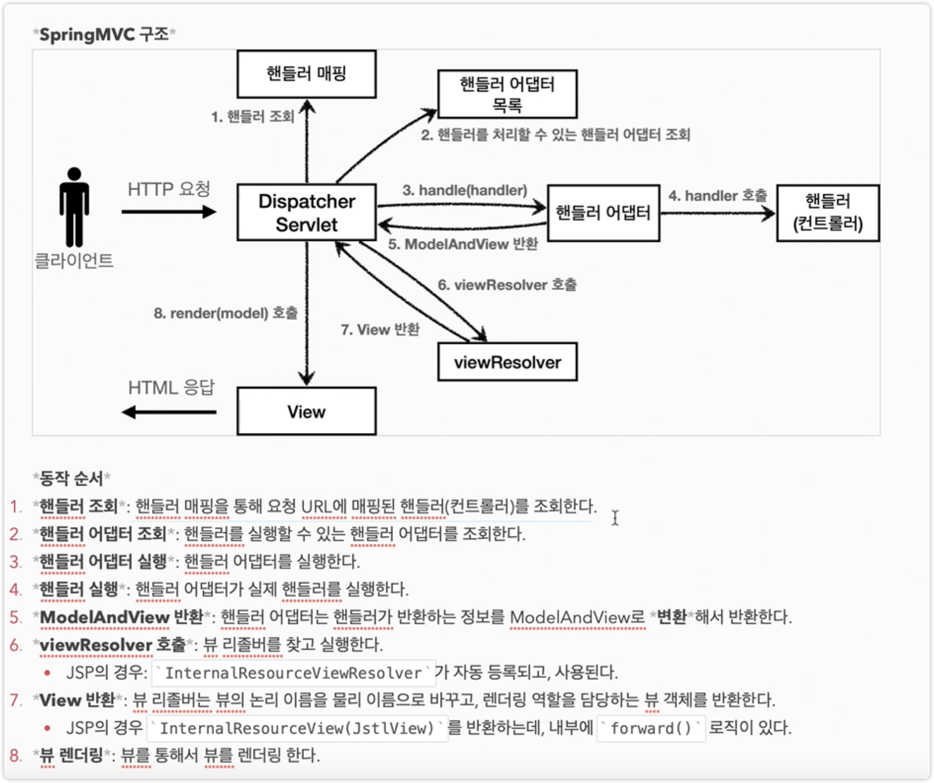 *SpringMVC 구조*
핸들러 매핑
핸들러 어댑터
목록
1. 핸들러 조회
2. 핸들러를 처리할 수 있는 핸들러 어댑터 조회
HTTP 요청
Dispatcher
Servlet
3. handle(handler)
핸들러 어댑터
4. handler 호출
핸들러
(컨트롤러)
5. ModelAndView 반환
클라이언트
6. viewResolver 호출
8. render(model) 호출
7. View 반환
viewResolver
HTML 응답
View
*동작 순서*
1. *핸들러 조회*: 핸들러 매핑을 통해 요청 URL에 매핑된 핸들러(컨트롤러)를 조회한다.
2. *핸들러 어댑터 조회*: 핸들러를 실행할 수 있는 핸들러 어댑터를 조회한다.
3. *핸들러 어댑터 실행*: 핸들러 어댑터를 실행한다.
4. *핸들러 실행*: 핸들러 어댑터가 실제 핸들러를 실행한다.
5. *ModelAndView 반환*: 핸들러 어댑터는 핸들러가 반환하는 정보를 ModelAndView로 *변환*해서 반환한다.
6. *viewResolver 호출*: 뷰 리졸버를 찾고 실행한다.
• JSP의 경우: `InternalResourceViewResolver`가 자동 등록되고, 사용된다.
7. *View 반환*: 뷰 리졸버는 뷰의 논리 이름을 물리 이름으로 바꾸고, 렌더링 역할을 담당하는 뷰 객체를 반환한다.
• JSP의 경우 `InternalResourceView(JstlView)`를 반환하는데, 내부에 `forward()` 로직이 있다.
8. *뷰 렌더링*: 뷰를 통해서 뷰를 렌더링 한다.